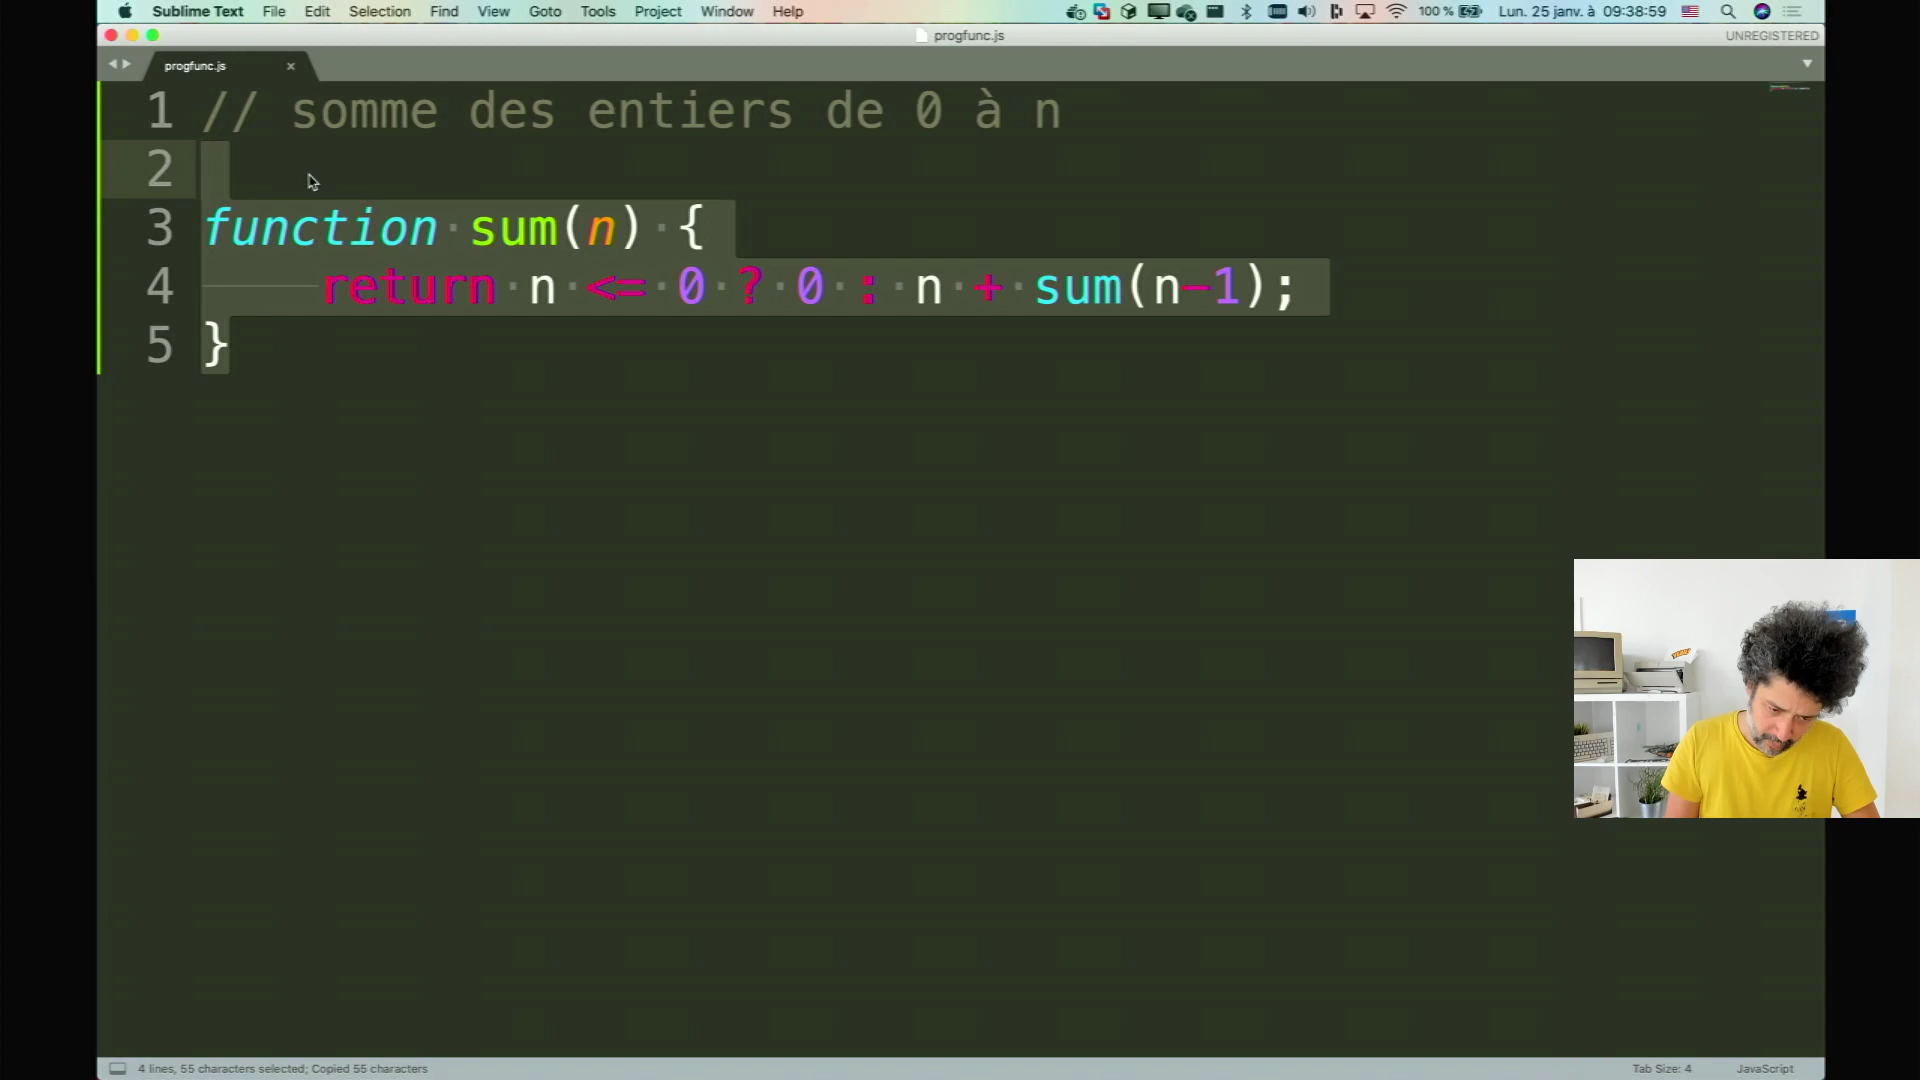 Sublime Text File Edit Selection Find View Goto Tools Project Window Help 100 % Lun. 25 janv. à 09:38:59
progfunc.js
UNREGISTERED
progfunc.js
1 // somme des entiers de 0 à n
2
3 function sum(n) {
4 return n <= 0 ? 0 : n + sum(n-1);
5 }
4 lines, 55 characters selected; Copied 55 characters
Tab Size: 4
JavaScript